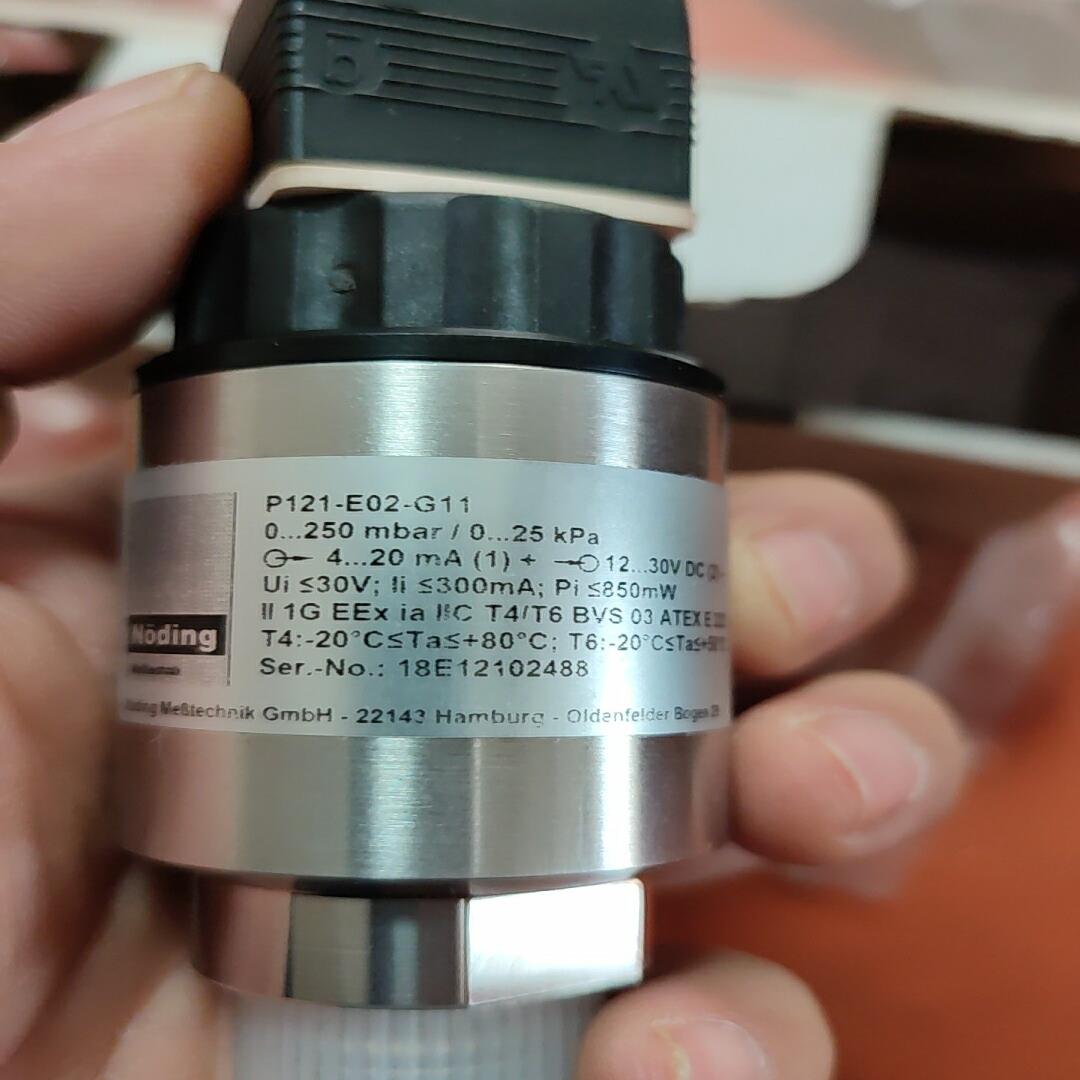 P121-E02-G11
0...250 mbar / 0...25 kPa
4...20 mA (1) + 12...30V DC
Ui ≤30V; Ii ≤300mA; Pi ≤850mW
II 1G EEx ia IIC T4/T6 BVS 03 ATEX E
T4:-20°C≤Ta≤+80°C; T6:-20°C≤Ta≤
Ser.-No.: 18E12102488
Nöding
Meßtechnik GmbH - 22143 Hamburg - Oldenfelder Bogen